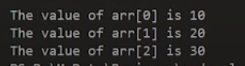 The value of arr[0] is 10
The value of arr[1] is 20
The value of arr[2] is 30